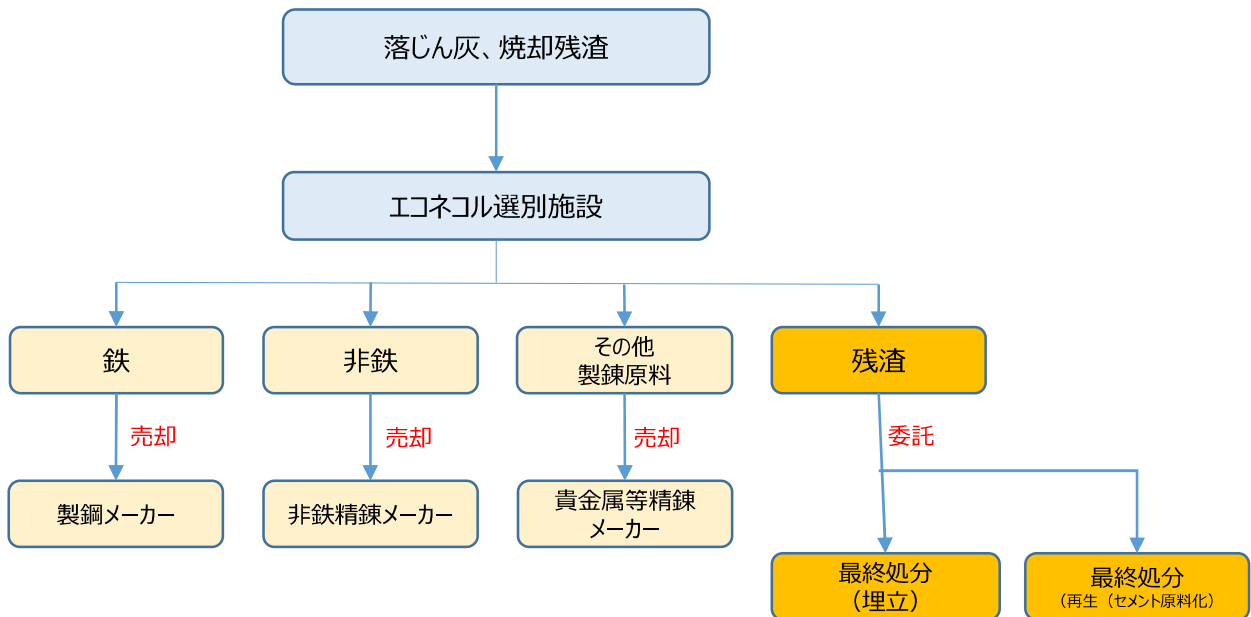 落じん灰、焼却残渣
エコネコル選別施設
鉄
非鉄
その他
製錬原料
残渣
売却
売却
売却
委託
製鋼メーカー
非鉄精錬メーカー
貴金属等精錬
メーカー
最終処分
（埋立）
最終処分
（再生（セメント原料化）